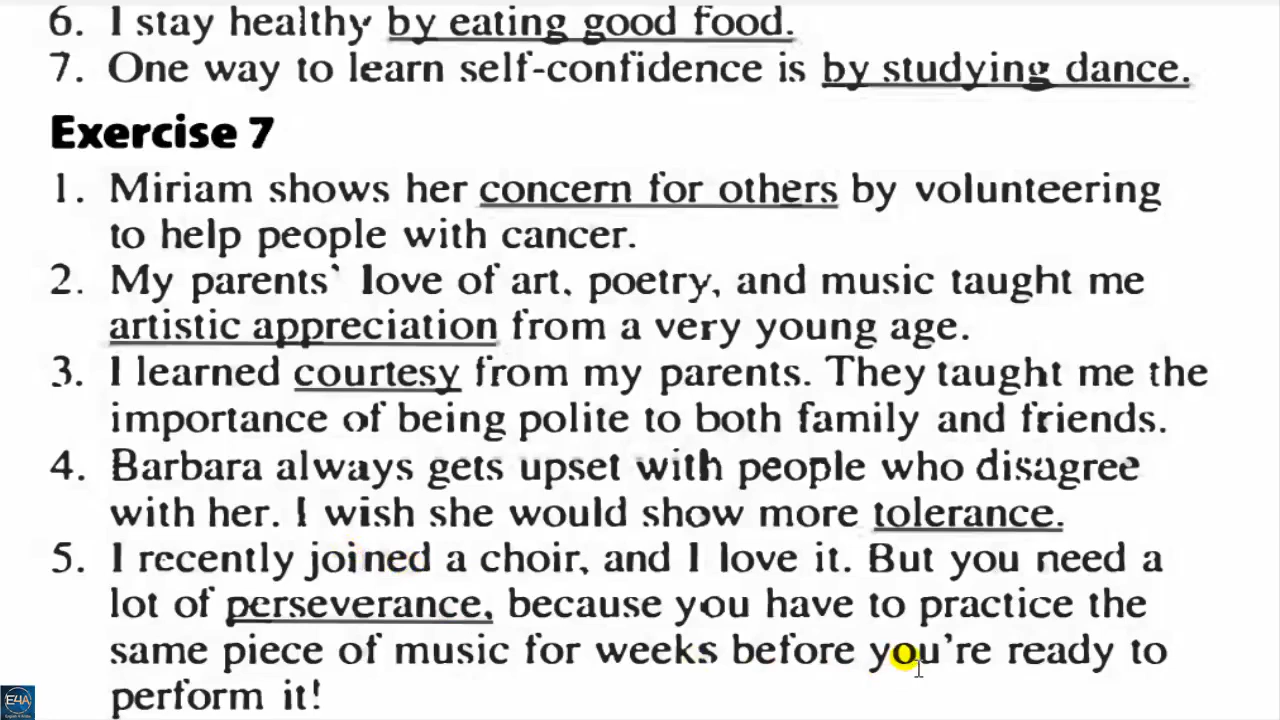 6. I stay healthy by eating good food.
7. One way to learn self-confidence is by studying dance.
Exercise 7
1. Miriam shows her concern for others by volunteering
to help people with cancer.
2. My parents' love of art, poetry, and music taught me
artistic appreciation from a very young age.
3. I learned courtesy from my parents. They taught me the
importance of being polite to both family and friends.
4. Barbara always gets upset with people who disagree
with her. I wish she would show more tolerance.
5. I recently joined a choir, and I love it. But you need a
lot of perseverance, because you have to practice the
same piece of music for weeks before you're ready to
perform it!
E4A